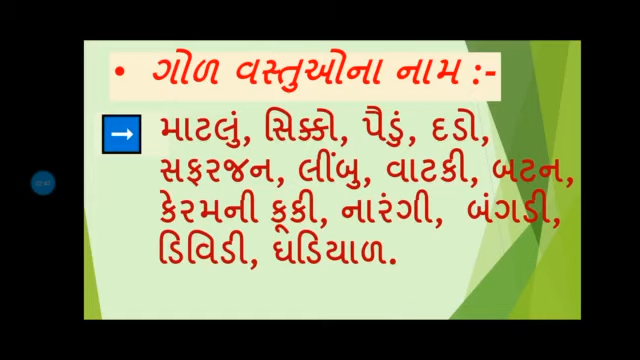 • ગોળ વસ્તુઓના નામ :-
→ માટલું, સિક્કો, પૈડું, દડો,
સફરજન, લીંબુ, વાટકી, બટન,
કેરમની કૂકી, નારંગી, બંગડી,
ડિવિડી, ઘડિયાળ.